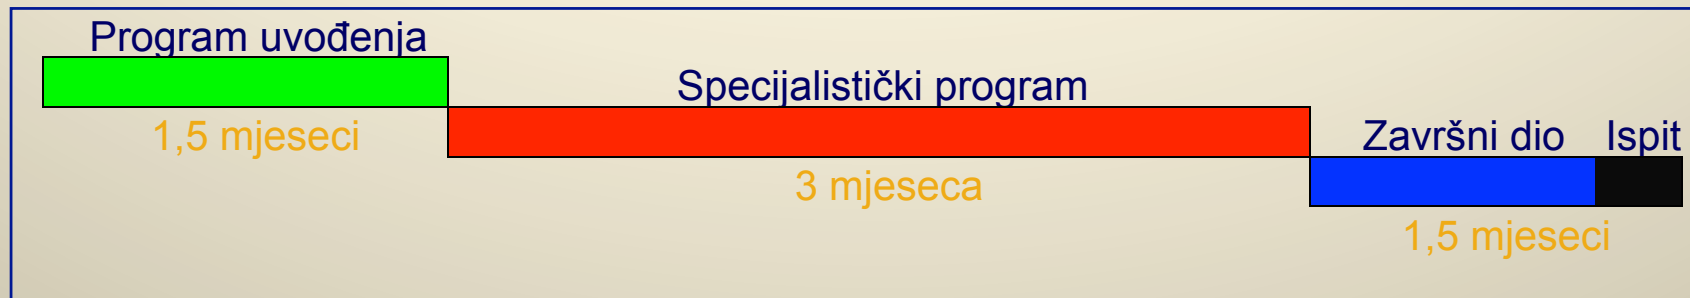 Program uvođenja
1,5 mjeseci
Specijalistički program
3 mjeseca
Završni dio
Ispit
1,5 mjeseci